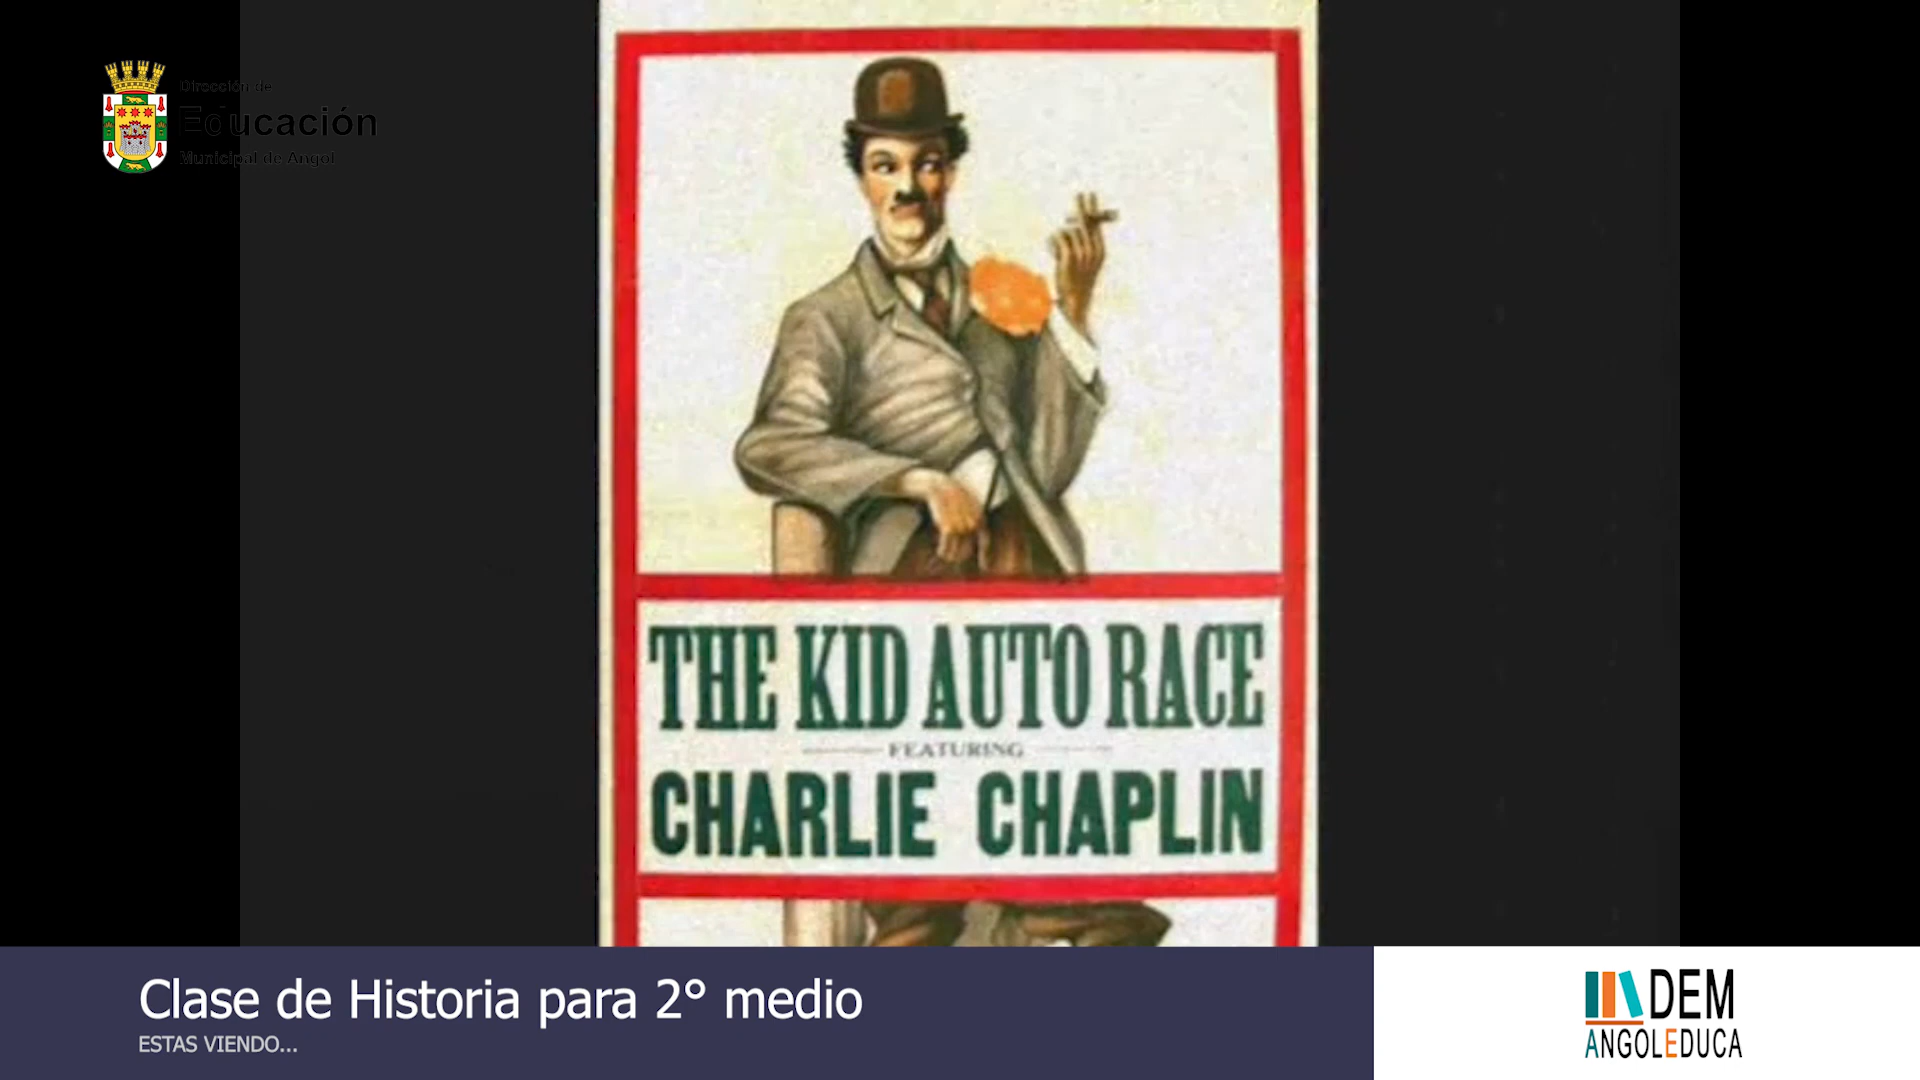 Dirección de
Educación
Municipal de Angol
THE KID AUTO RACE
FEATURING
CHARLIE CHAPLIN
Clase de Historia para 2° medio
ESTAS VIENDO...
DEM
ANGOLEDUCA